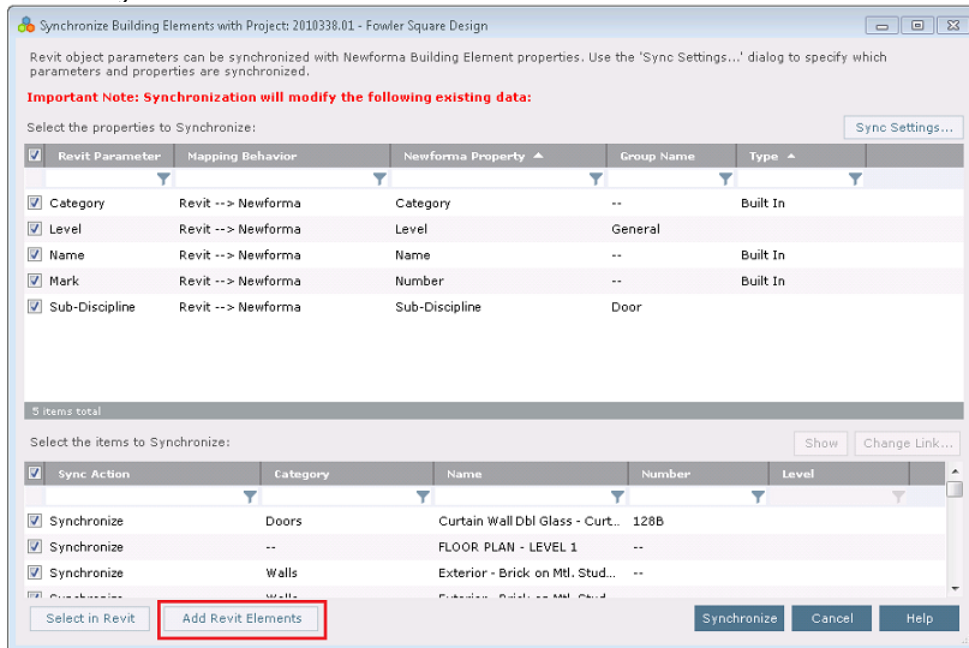 Synchronize Building Elements with Project: 2010338.01 - Fowler Square Design
Revit object parameters can be synchronized with Newforma Building Element properties. Use the 'Sync Settings...' dialog to specify which
parameters and properties are synchronized.
Important Note: Synchronization will modify the following existing data:
Select the properties to Synchronize:
Sync Settings...
Revit Parameter Mapping Behavior Newforma Property Group Name Type
Category Revit --> Newforma Category -- Built In
Level Revit --> Newforma Level General
Name Revit --> Newforma Name -- Built In
Mark Revit --> Newforma Number -- Built In
Sub-Discipline Revit --> Newforma Sub-Discipline Door
5 items total
Select the items to Synchronize:
Show Change Link...
Sync Action Category Name Number Level
Synchronize Doors Curtain Wall Dbl Glass - Curt... 128B
Synchronize -- FLOOR PLAN - LEVEL 1 --
Synchronize Walls Exterior - Brick on Mtl. Stud... --
Select in Revit Add Revit Elements Synchronize Cancel Help